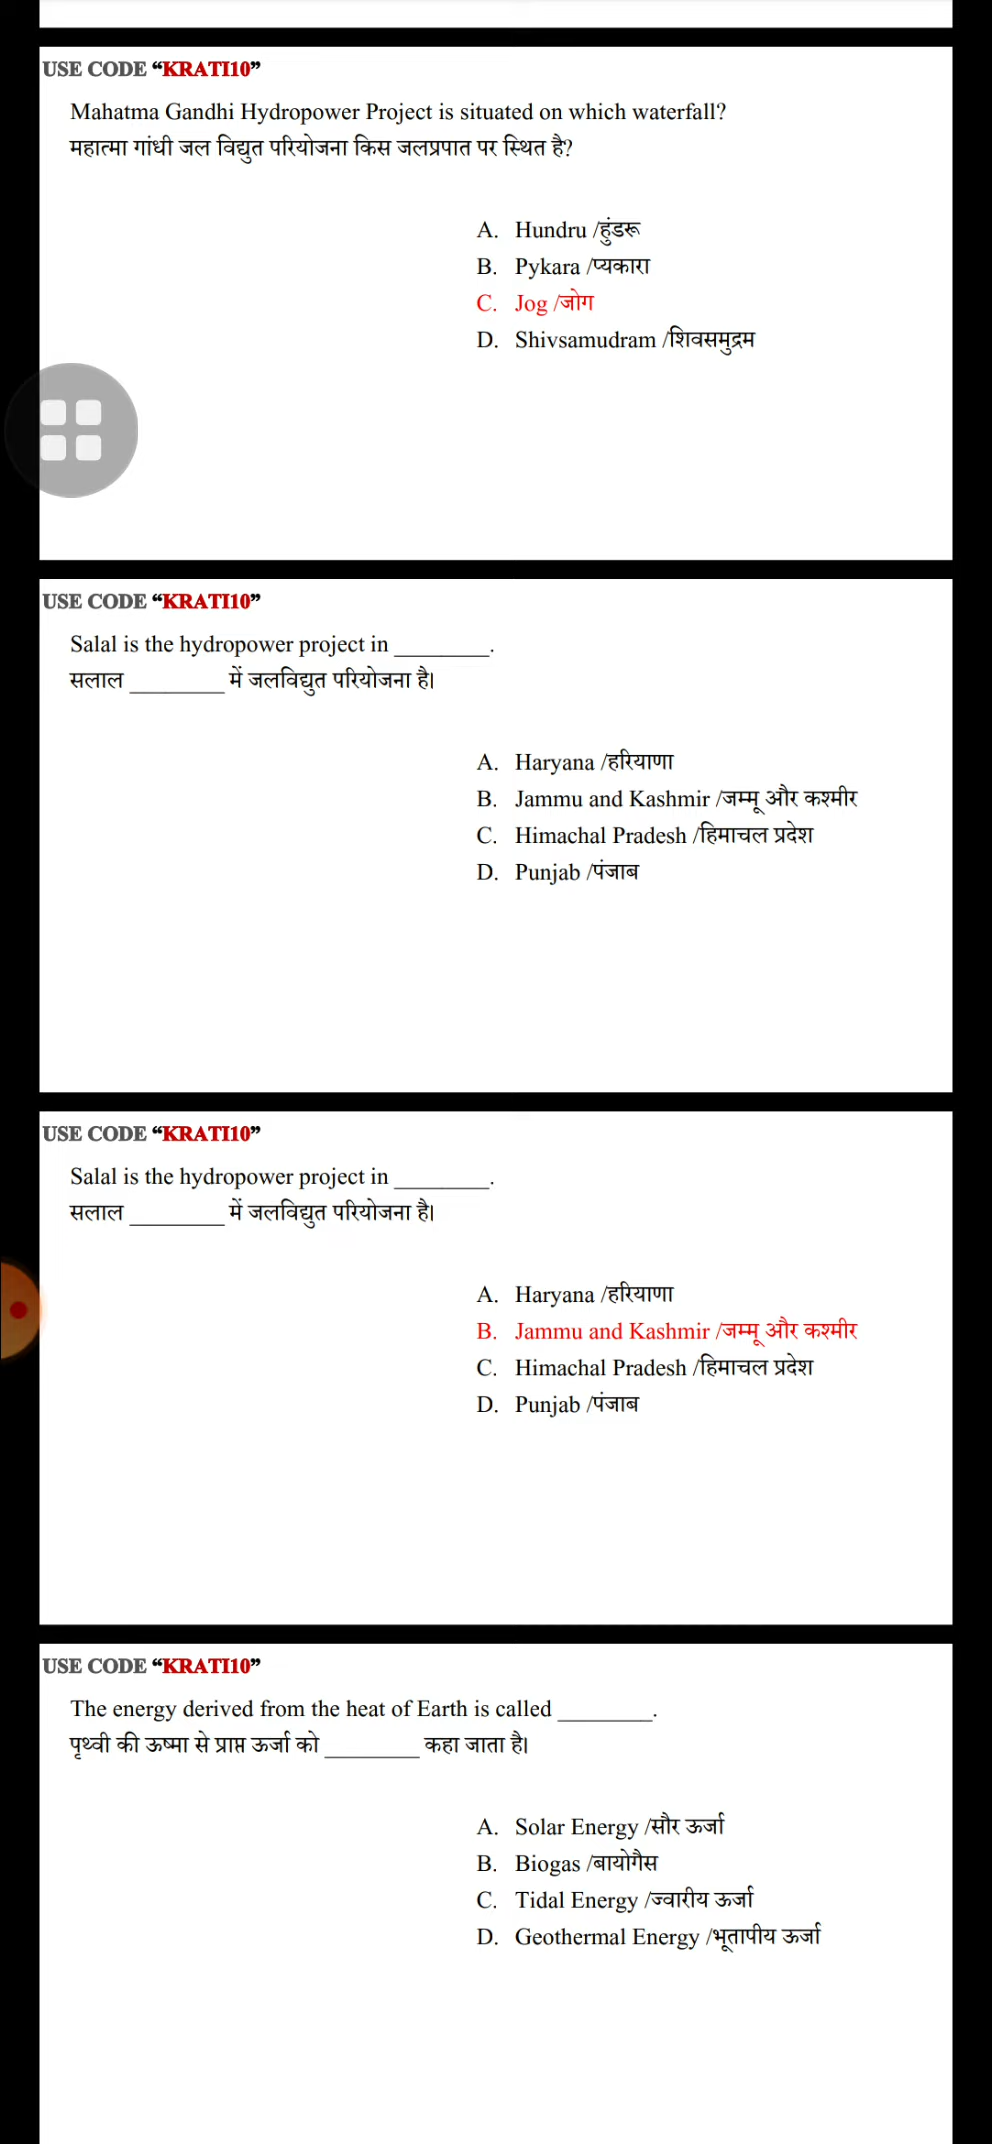 USE CODE “KRATI10”
Mahatma Gandhi Hydropower Project is situated on which waterfall?
महात्मा गांधी जल विद्युत परियोजना किस जलप्रपात पर स्थित है?
A. Hundru /हुंडरू
B. Pykara /प्यकारा
C. Jog /जोग
D. Shivsamudram /शिवसमुद्रम
USE CODE “KRATI10”
Salal is the hydropower project in ________.
सलाल ________ में जलविद्युत परियोजना है।
A. Haryana /हरियाणा
B. Jammu and Kashmir /जम्मू और कश्मीर
C. Himachal Pradesh /हिमाचल प्रदेश
D. Punjab /पंजाब
USE CODE “KRATI10”
Salal is the hydropower project in ________.
सलाल ________ में जलविद्युत परियोजना है।
A. Haryana /हरियाणा
B. Jammu and Kashmir /जम्मू और कश्मीर
C. Himachal Pradesh /हिमाचल प्रदेश
D. Punjab /पंजाब
USE CODE “KRATI10”
The energy derived from the heat of Earth is called ________.
पृथ्वी की ऊष्मा से प्राप्त ऊर्जा को ________ कहा जाता है।
A. Solar Energy /सौर ऊर्जा
B. Biogas /बायोगैस
C. Tidal Energy /ज्वारीय ऊर्जा
D. Geothermal Energy /भूतापीय ऊर्जा